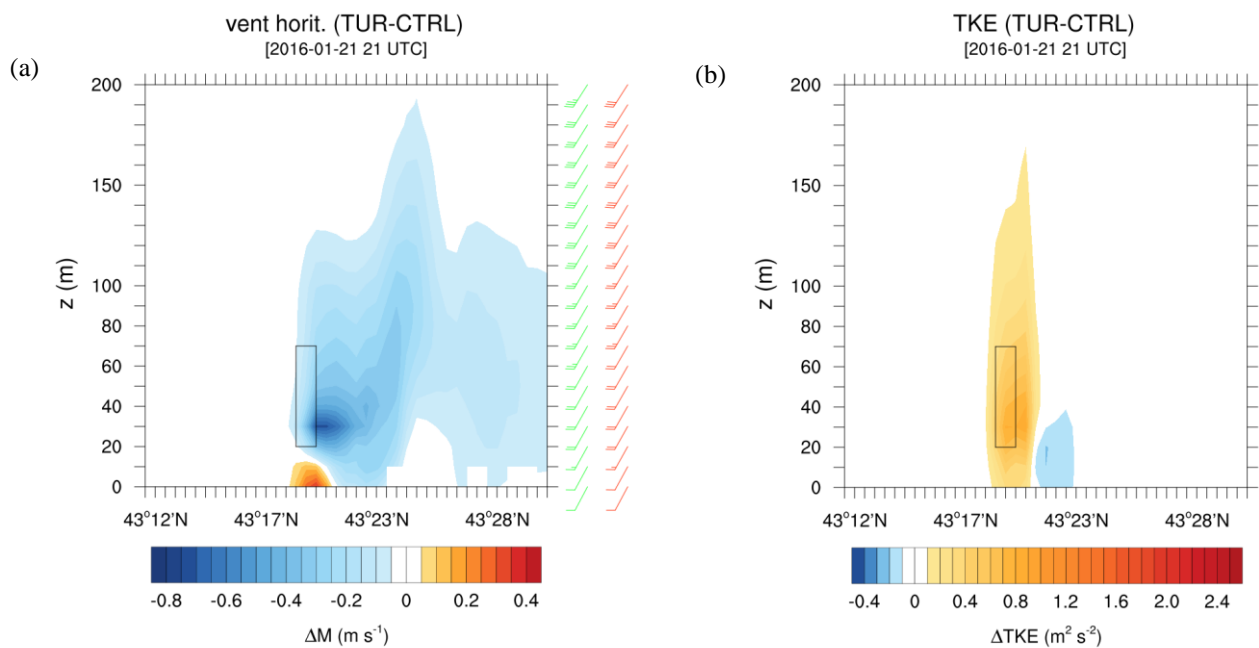 vent horit. (TUR-CTRL)
[2016-01-21 21 UTC]
(a)
200
150
100
80
60
40
20
0
z (m)
43°12'N 43°17'N 43°23'N 43°28'N
-0.8 -0.6 -0.4 -0.2 0 0.2 0.4
ΔM (m s⁻¹)
TKE (TUR-CTRL)
[2016-01-21 21 UTC]
(b)
200
150
100
80
60
40
20
0
z (m)
43°12'N 43°17'N 43°23'N 43°28'N
-0.4 0 0.4 0.8 1.2 1.6 2.0 2.4
ΔTKE (m² s⁻²)